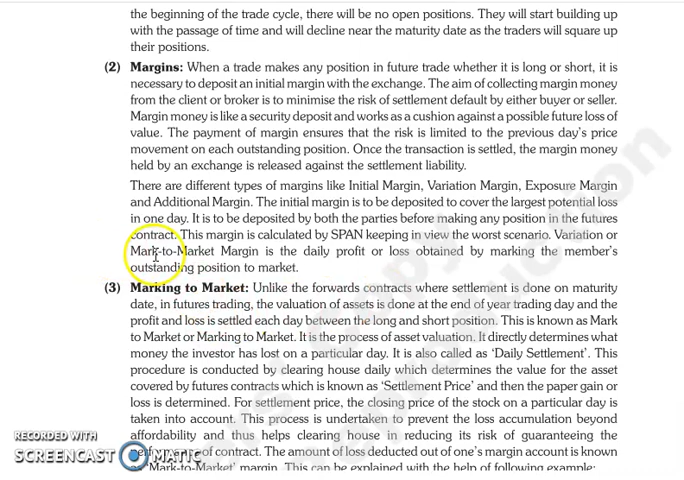 the beginning of the trade cycle, there will be no open positions. They will start building up
with the passage of time and will decline near the maturity date as the traders will square up
their positions.
(2) Margins: When a trade makes any position in future trade whether it is long or short, it is
necessary to deposit an initial margin with the exchange. The aim of collecting margin money
from the client or broker is to minimise the risk of settlement default by either buyer or seller.
Margin money is like a security deposit and works as a cushion against a possible future loss of
value. The payment of margin ensures that the risk is limited to the previous day's price
movement on each outstanding position. Once the transaction is settled, the margin money
held by an exchange is released against the settlement liability.
There are different types of margins like Initial Margin, Variation Margin, Exposure Margin
and Additional Margin. The initial margin is to be deposited to cover the largest potential loss
in one day. It is to be deposited by both the parties before making any position in the futures
contract. This margin is calculated by SPAN keeping in view the worst scenario. Variation or
Mark-to-Market Margin is the daily profit or loss obtained by marking the member's
outstanding position to market.
(3) Marking to Market: Unlike the forwards contracts where settlement is done on maturity
date, in futures trading, the valuation of assets is done at the end of year trading day and the
profit and loss is settled each day between the long and short position. This is known as Mark
to Market or Marking to Market. It is the process of asset valuation. It directly determines what
money the investor has lost on a particular day. It is also called as 'Daily Settlement'. This
procedure is conducted by clearing house daily which determines the value for the asset
covered by futures contracts which is known as 'Settlement Price' and then the paper gain or
loss is determined. For settlement price, the closing price of the stock on a particular day is
taken into account. This process is undertaken to prevent the loss accumulation beyond
affordability and thus helps clearing house in reducing its risk of guaranteeing the
of contract. The amount of loss deducted out of one's margin account is known
as 'Mark-to-Market' margin. This can be explained with the help of following example:
RECORDED WITH
SCREENCAST MATIC